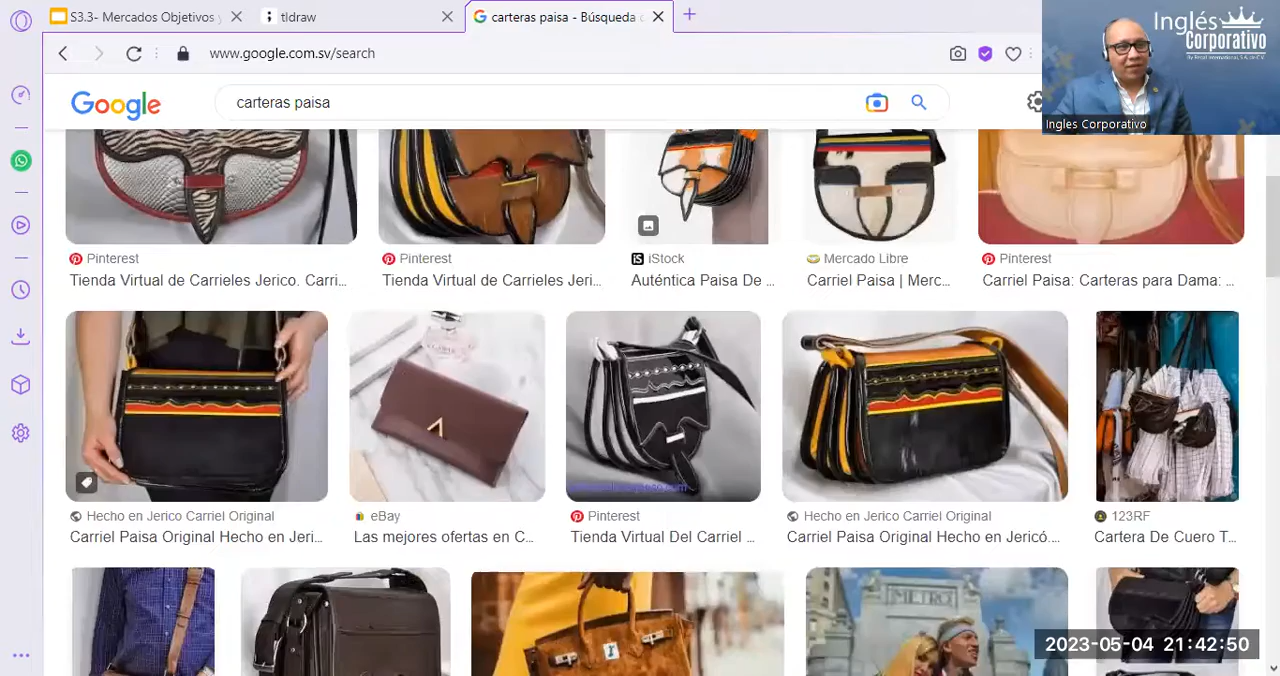 S3.3- Mercados Objetivos
tldraw
carteras paisa - Búsqueda
www.google.com.sv/search
Inglés
Corporativo
Ingles Corporativo
Google
carteras paisa
Pinterest
Tienda Virtual de Carrieles Jerico. Carri...
Pinterest
Tienda Virtual de Carrieles Jeri...
iStock
Auténtica Paisa De ...
Mercado Libre
Carriel Paisa | Merc...
Pinterest
Carriel Paisa: Carteras para Dama: ...
Hecho en Jerico Carriel Original
Carriel Paisa Original Hecho en Jeri...
eBay
Las mejores ofertas en C...
Pinterest
Tienda Virtual Del Carriel ...
Hecho en Jerico Carriel Original
Carriel Paisa Original Hecho en Jericó....
123RF
Cartera De Cuero T...
METRO
2023-05-04 21:42:50